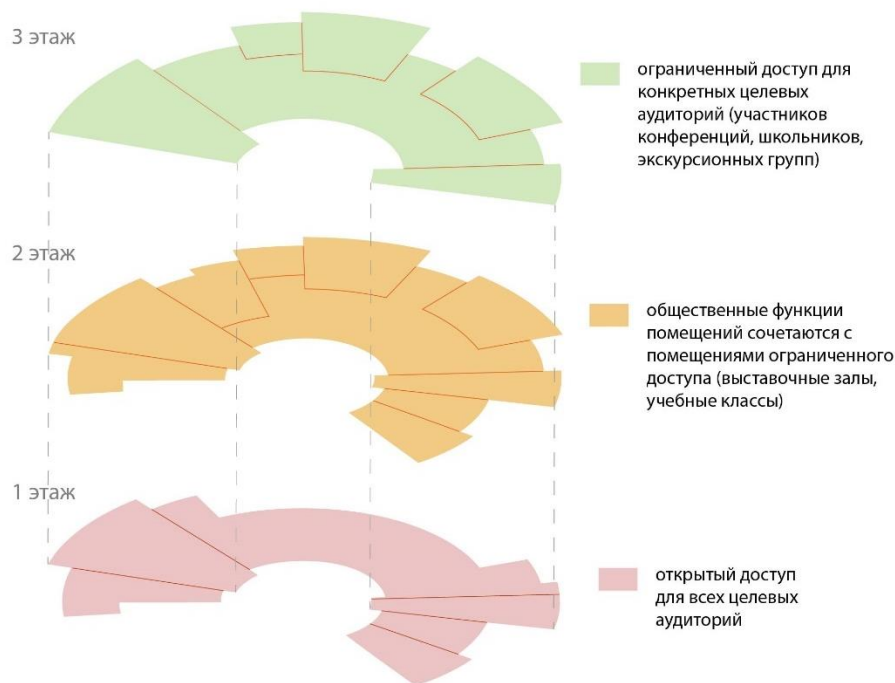 3 этаж
ограниченный доступ для
конкретных целевых
аудиторий (участников
конференций, школьников,
экскурсионных групп)
2 этаж
общественные функции
помещений сочетаются с
помещениями ограниченного
доступа (выставочные залы,
учебные классы)
1 этаж
открытый доступ
для всех целевых
аудиторий